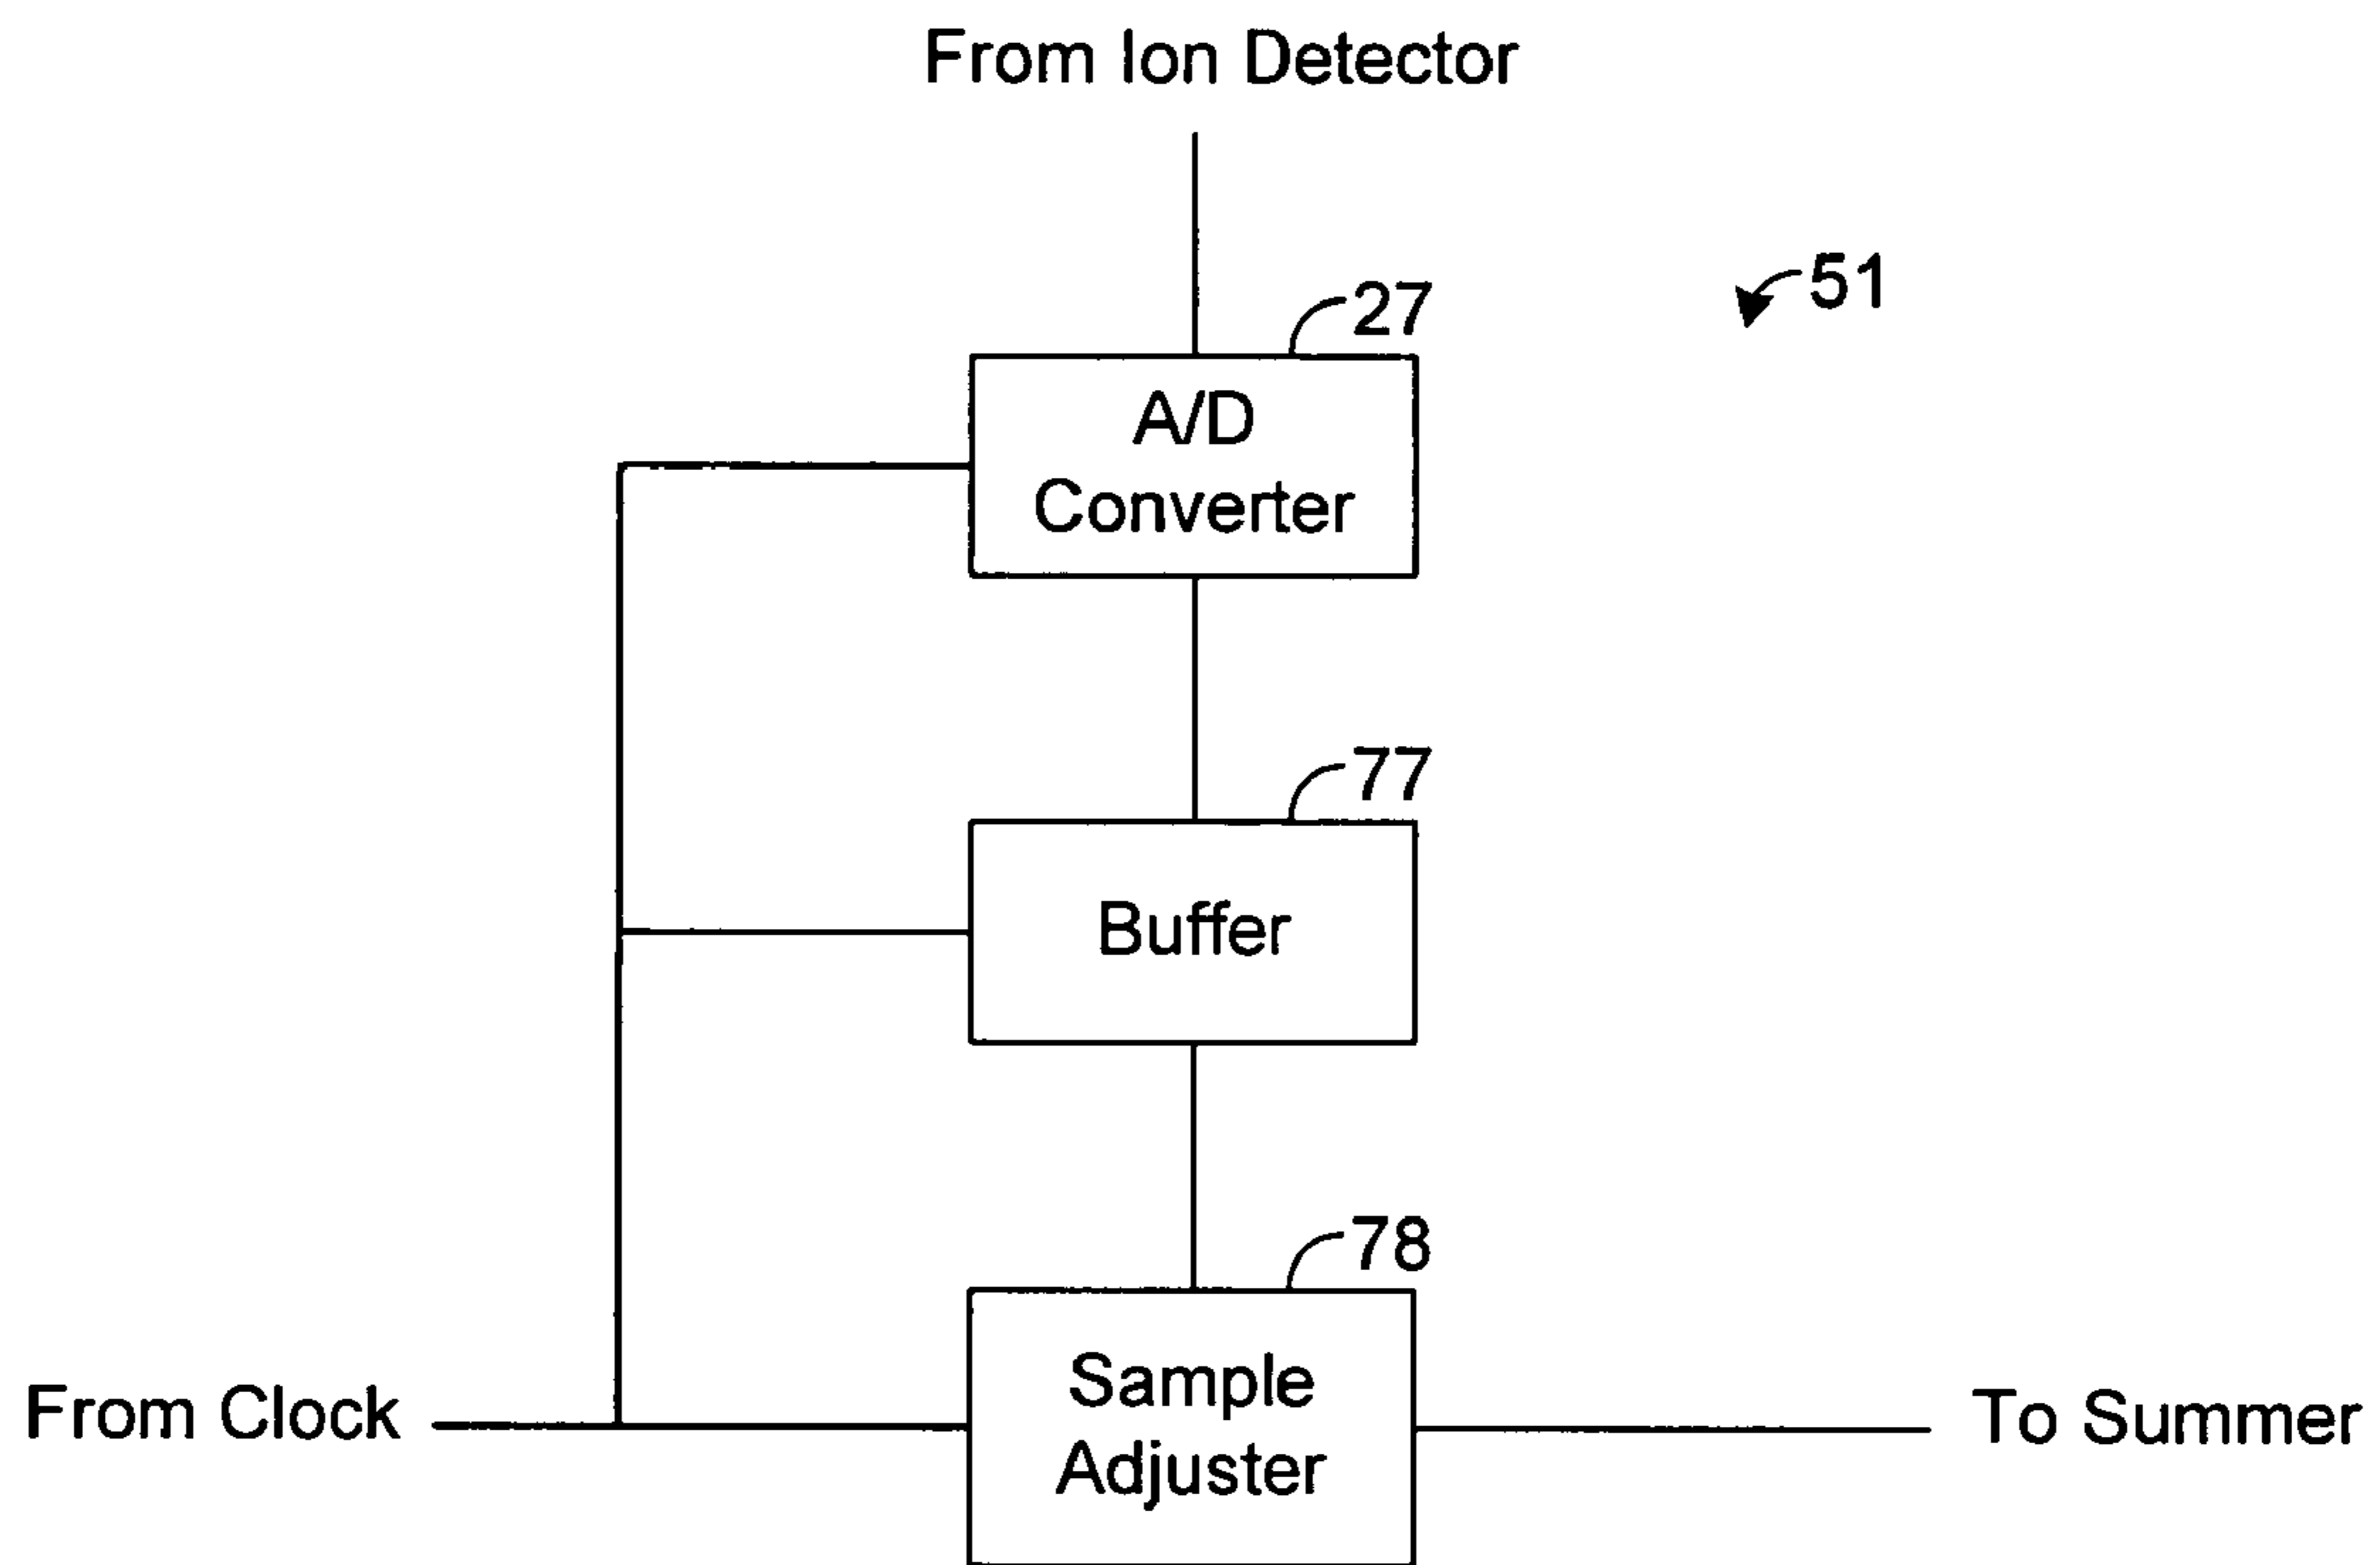 From Ion Detector
51
27
A/D
Converter
77
Buffer
78
Sample
Adjuster
From Clock
To Summer